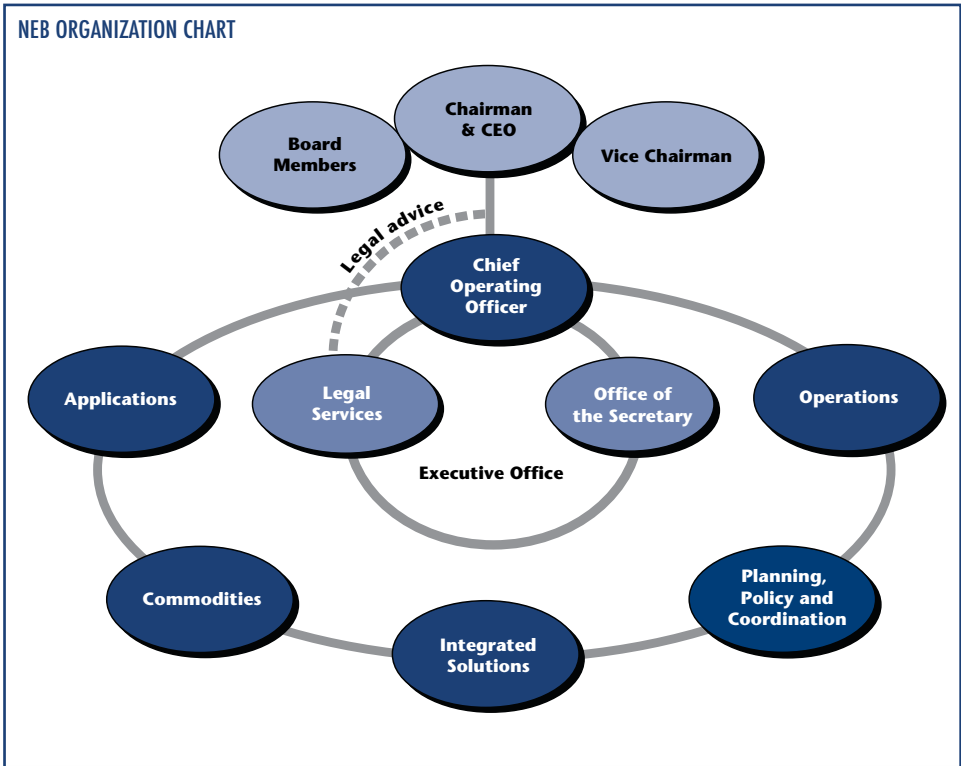 NEB ORGANIZATION CHART
Chairman
& CEO
Board
Members
Vice Chairman
Legal advice
Chief
Operating
Officer
Applications
Legal
Services
Office of
the Secretary
Operations
Executive Office
Commodities
Integrated
Solutions
Planning,
Policy and
Coordination